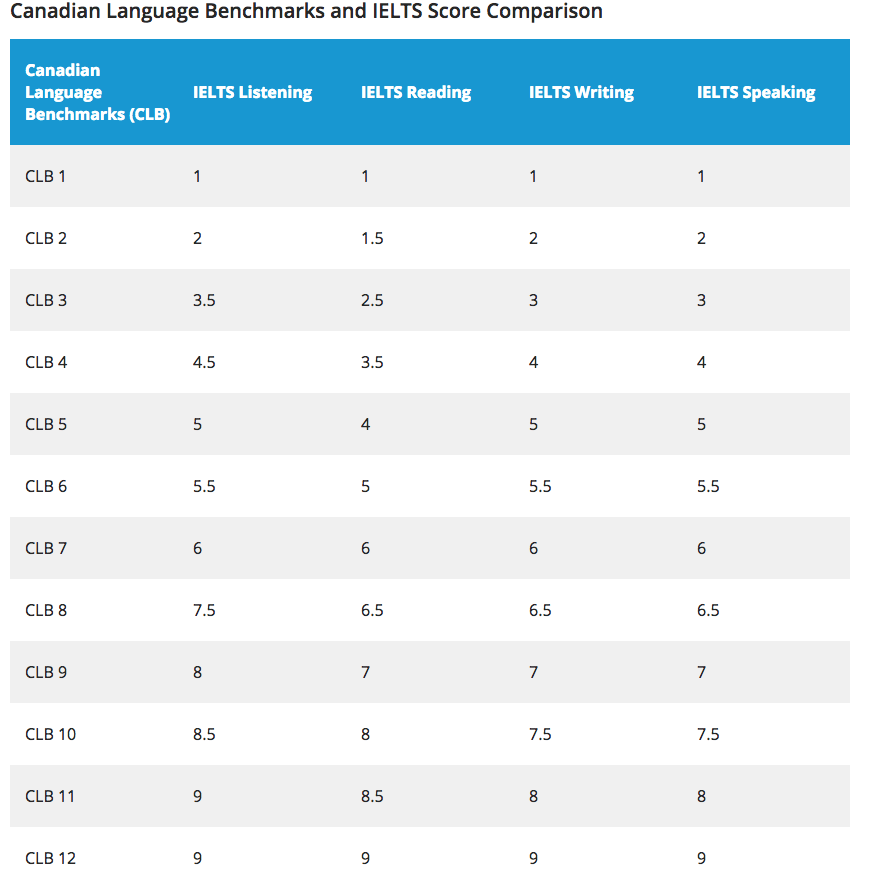 Canadian Language Benchmarks and IELTS Score Comparison
Canadian
Language
Benchmarks (CLB)
IELTS Listening
IELTS Reading
IELTS Writing
IELTS Speaking
CLB 1 1 1 1 1
CLB 2 2 1.5 2 2
CLB 3 3.5 2.5 3 3
CLB 4 4.5 3.5 4 4
CLB 5 5 4 5 5
CLB 6 5.5 5 5.5 5.5
CLB 7 6 6 6 6
CLB 8 7.5 6.5 6.5 6.5
CLB 9 8 7 7 7
CLB 10 8.5 8 7.5 7.5
CLB 11 9 8.5 8 8
CLB 12 9 9 9 9